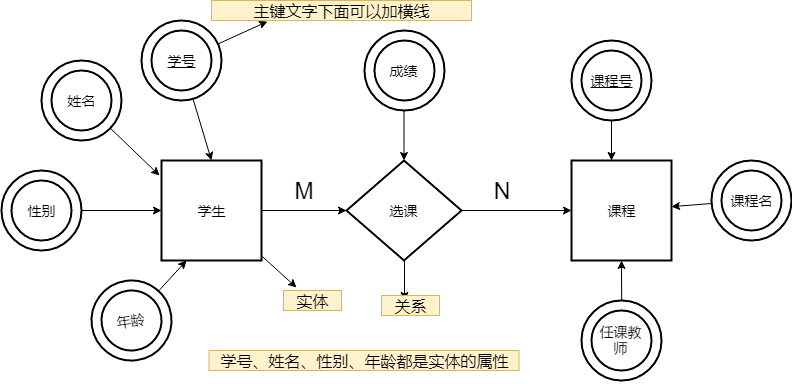 主键文字下面可以加横线
学号
成绩
课程号
姓名
M
N
性别
学生
选课
课程
课程名
实体
关系
年龄
任课教
师
学号、姓名、性别、年龄都是实体的属性